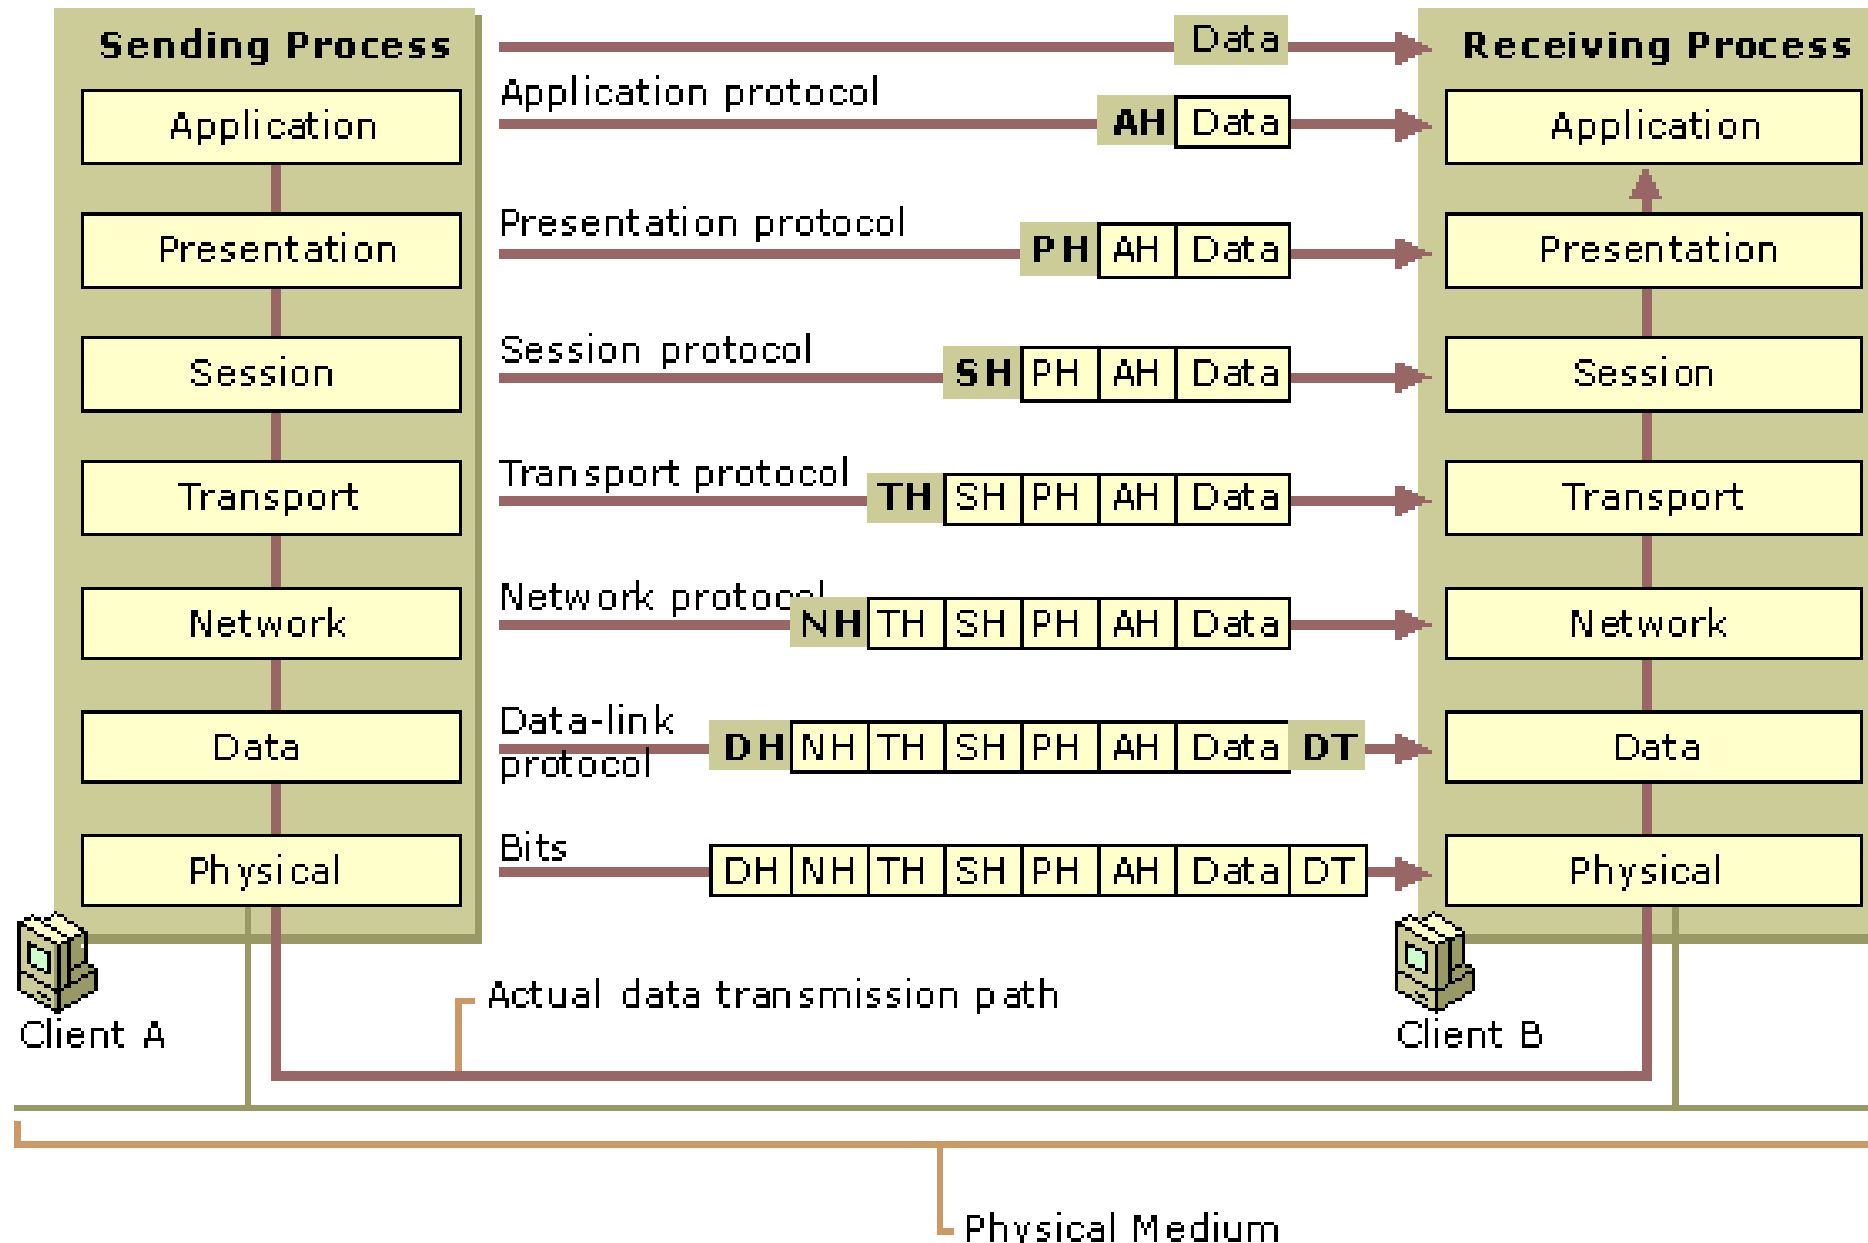 Sending Process
Data
Receiving Process
Application protocol
Application
AH Data
Application
Presentation protocol
Presentation
PH AH Data
Presentation
Session protocol
Session
SH PH AH Data
Session
Transport protocol
Transport
TH SH PH AH Data
Transport
Network protocol
Network
NH TH SH PH AH Data
Network
Data-link
protocol
Data
DH NH TH SH PH AH Data DT
Data
Bits
Physical
DH NH TH SH PH AH Data DT
Physical
Actual data transmission path
Client A
Client B
Physical Medium